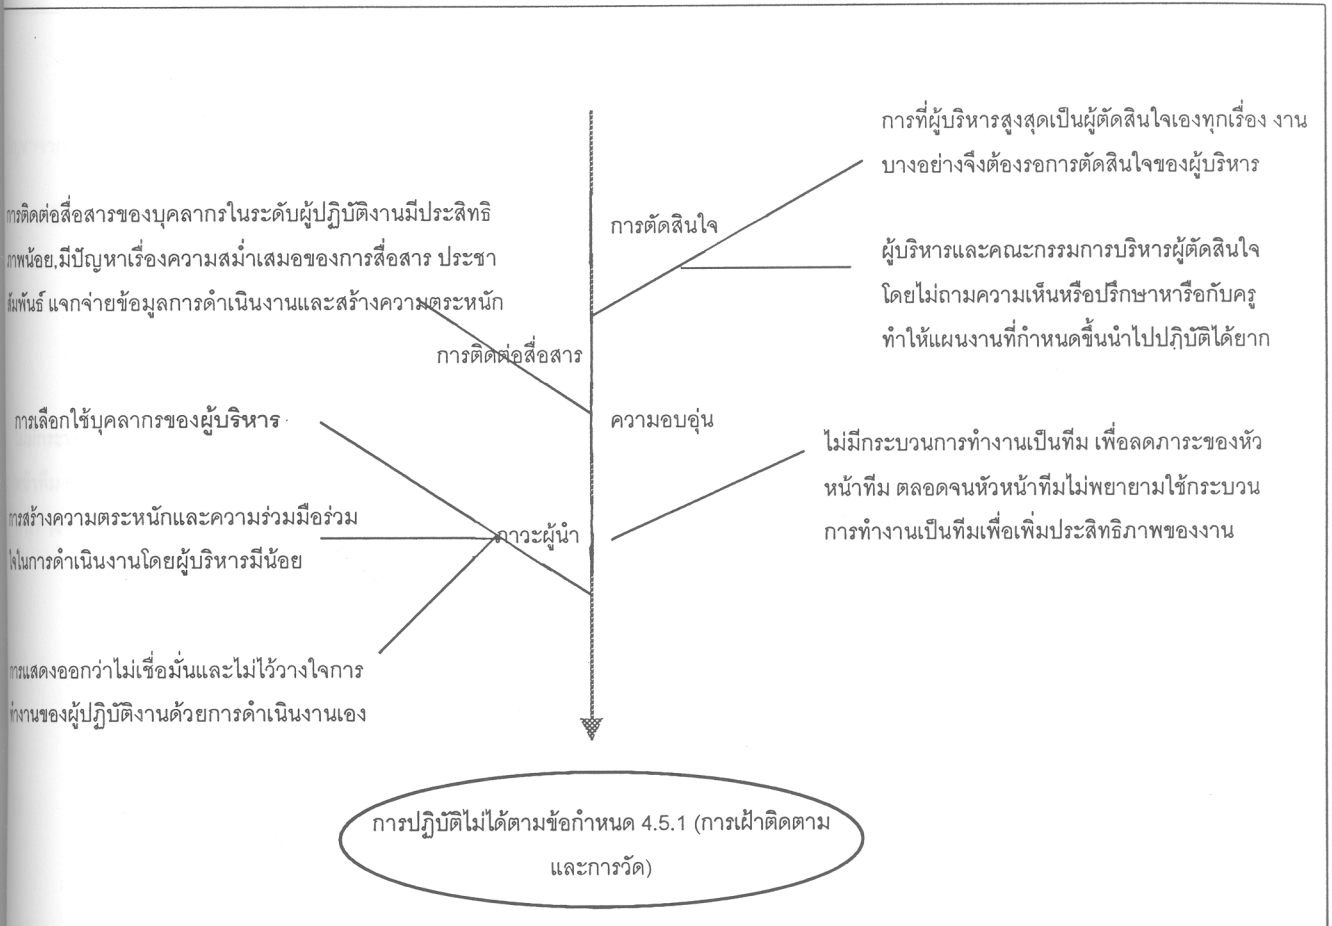 การที่ผู้บริหารสูงสุดเป็นผู้ตัดสินใจเองทุกเรื่อง งาน
บางอย่างจึงต้องรอการตัดสินใจของผู้บริหาร
การตัดสินใจ
ผู้บริหารและคณะกรรมการบริหารผู้ตัดสินใจ
โดยไม่ถามความเห็นหรือปรึกษาหารือกับครู
ทำให้แผนงานที่กำหนดขึ้นนำไปปฏิบัติได้ยาก
การติดต่อสื่อสารของบุคลากรในระดับผู้ปฏิบัติงานมีประสิทธิ
ภาพน้อย,มีปัญหาเรื่องความสม่ำเสมอของการสื่อสาร ประชา
สัมพันธ์ แจกจ่ายข้อมูลการดำเนินงานและสร้างความตระหนัก
การติดต่อสื่อสาร
ความอบอุ่น
ไม่มีกระบวนการทำงานเป็นทีม เพื่อลดภาระของหัว
หน้าทีม ตลอดจนหัวหน้าทีมไม่พยายามใช้กระบวน
การทำงานเป็นทีมเพื่อเพิ่มประสิทธิภาพของงาน
การเลือกใช้บุคลากรของผู้บริหาร
การสร้างความตระหนักและความร่วมมือร่วม
ใจในการดำเนินงานโดยผู้บริหารมีน้อย
ภาวะผู้นำ
การแสดงออกว่าไม่เชื่อมั่นและไม่ไว้วางใจการ
ทำงานของผู้ปฏิบัติงานด้วยการดำเนินงานเอง
การปฏิบัติไม่ได้ตามข้อกำหนด 4.5.1 (การเฝ้าติดตาม
และการวัด)